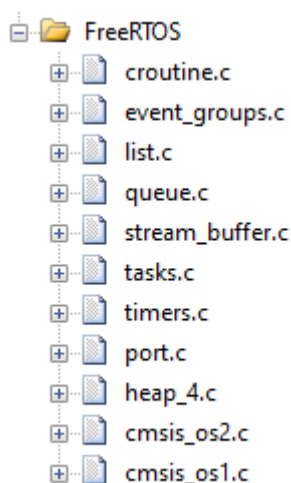 FreeRTOS
croutine.c
event_groups.c
list.c
queue.c
stream_buffer.c
tasks.c
timers.c
port.c
heap_4.c
cmsis_os2.c
cmsis_os1.c